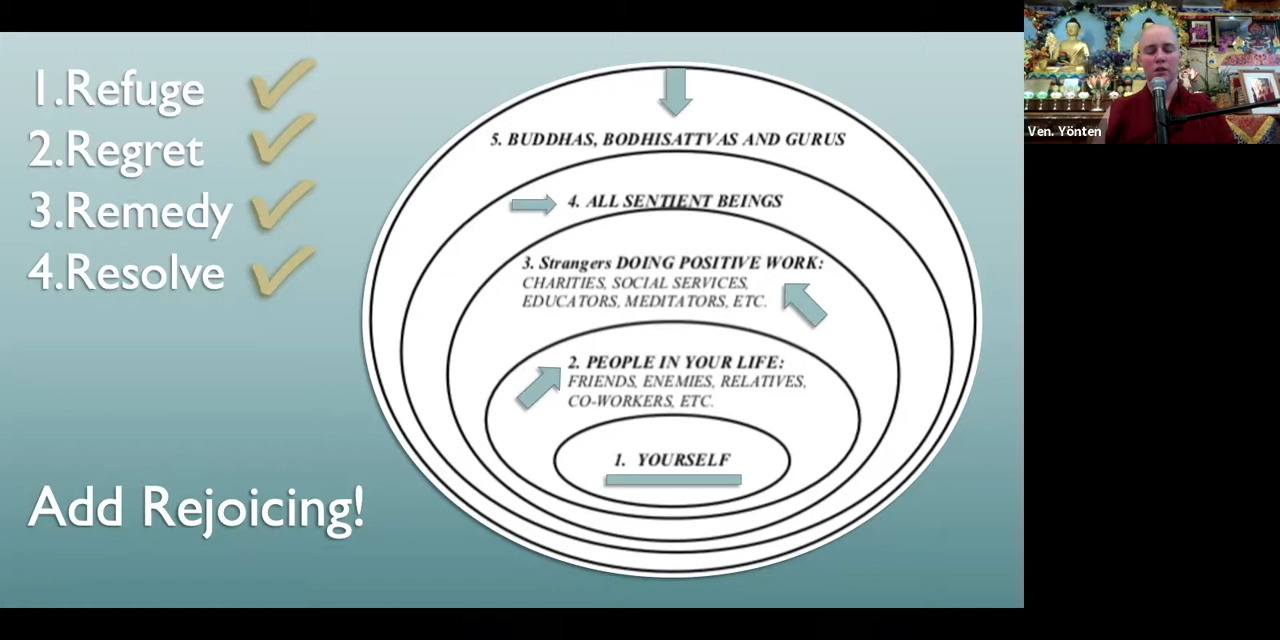 1.Refuge
2.Regret
3.Remedy
4.Resolve
Add Rejoicing!
5. BUDDHAS, BODHISATTVAS AND GURUS
4. ALL SENTIENT BEINGS
3. Strangers DOING POSITIVE WORK:
CHARITIES, SOCIAL SERVICES,
EDUCATORS, MEDITATORS, ETC.
2. PEOPLE IN YOUR LIFE:
FRIENDS, ENEMIES, RELATIVES,
CO-WORKERS, ETC.
1. YOURSELF
Ven. Yönten